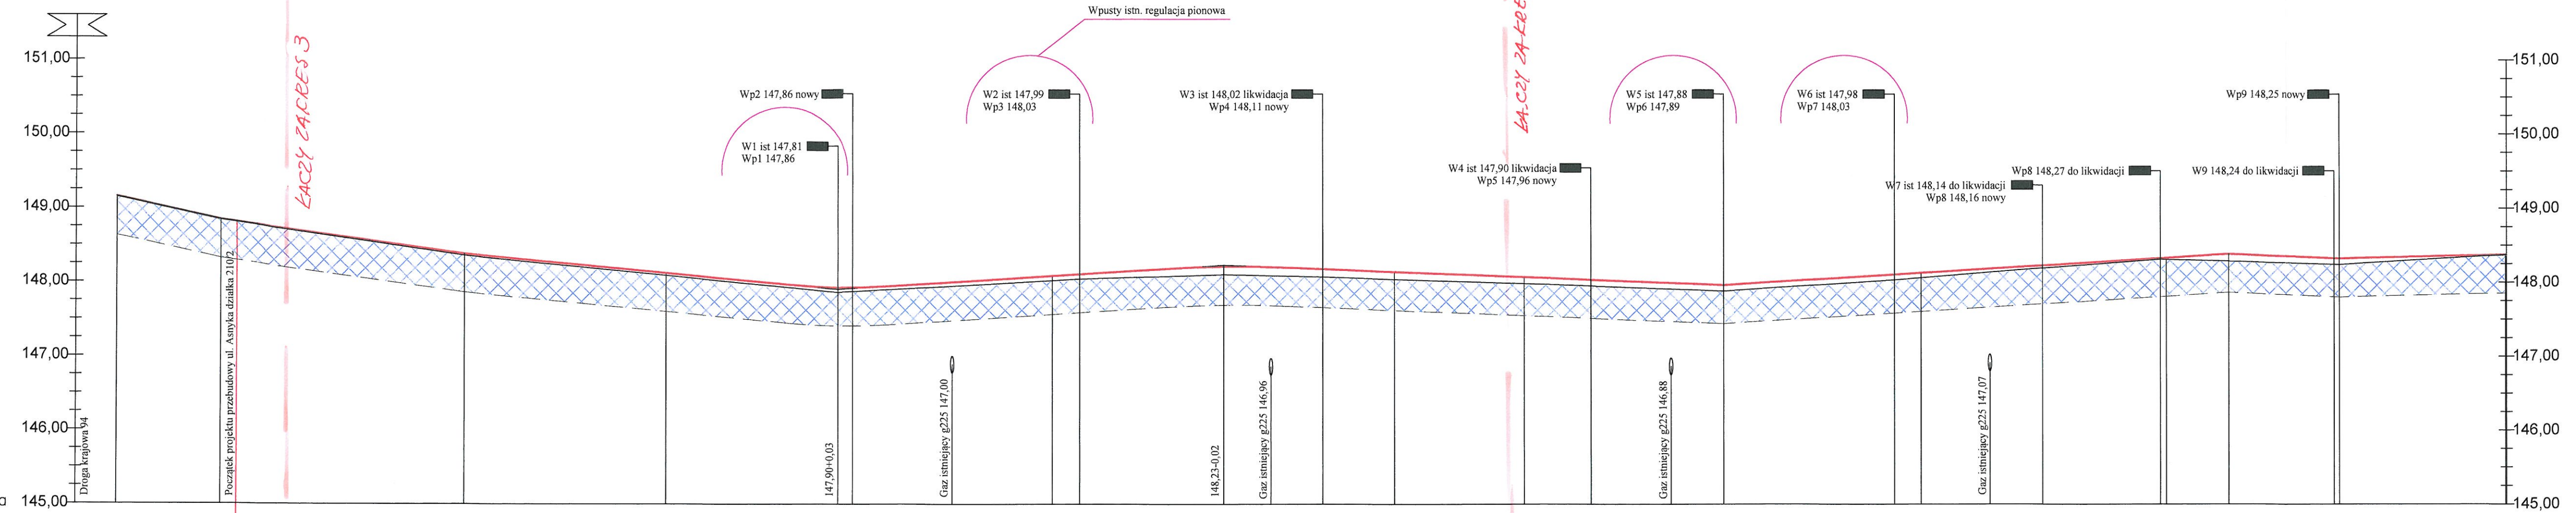 Wpusty istn. regulacja pionowa
151,00
150,00
149,00
148,00
147,00
146,00
145,00
ŁĄCZY ZAKRES 3
Wp2 147,86 nowy
W1 ist 147,81
Wp1 147,86
W2 ist 147,99
Wp3 148,03
W3 ist 148,02 likwidacja
Wp4 148,11 nowy
W4 ist 147,90 likwidacja
Wp5 147,96 nowy
W5 ist 147,88
Wp6 147,89
W6 ist 147,98
Wp7 148,03
W7 ist 148,14 do likwidacji
Wp8 148,16 nowy
Wp8 148,27 do likwidacji
Wp9 148,25 nowy
W9 148,24 do likwidacji
Droga krajowa 94
Początek projektu przebudowy ul. Asnyka działka 210/2
147,90+0,03
Gaz istniejący g225 147,00
148,23-0,02
Gaz istniejący g225 146,96
Gaz istniejący g225 146,88
Gaz istniejący g225 147,07
151,00
150,00
149,00
148,00
147,00
146,00
145,00